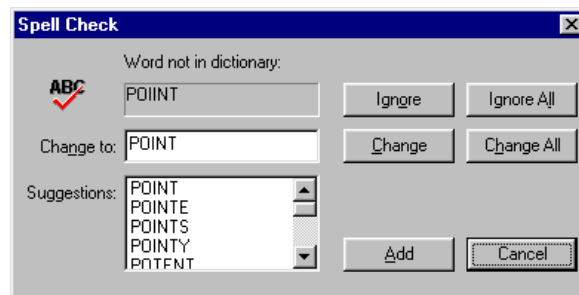 Spell Check
Word not in dictionary:
ABC
POIINT
Ignore
Ignore All
Change to:
POINT
Change
Change All
Suggestions:
POINT
POINTE
POINTS
POINTY
POTENT
Add
Cancel